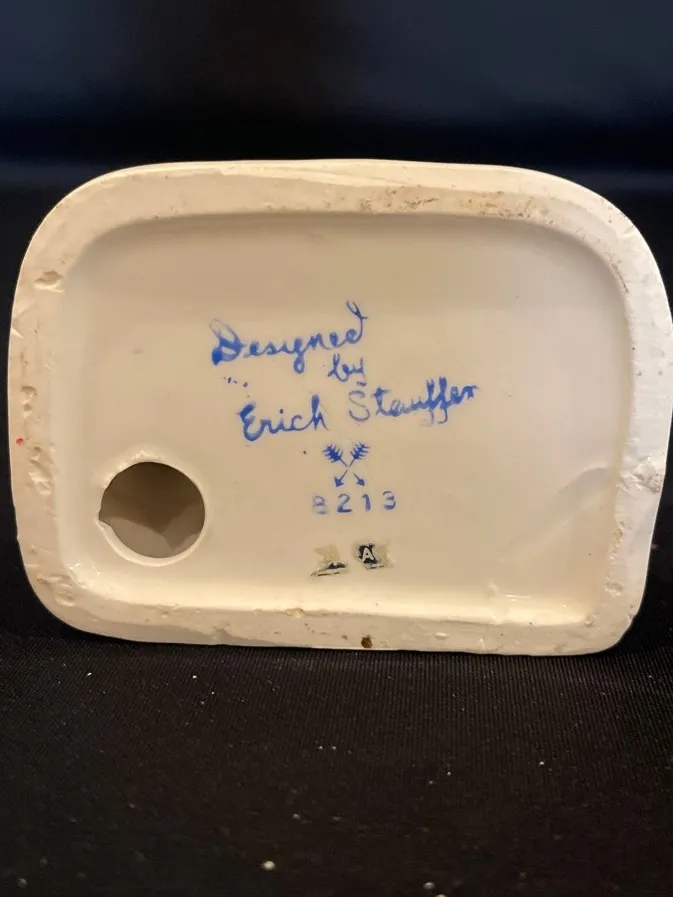 Designed
by
Erich Stauffer
8213